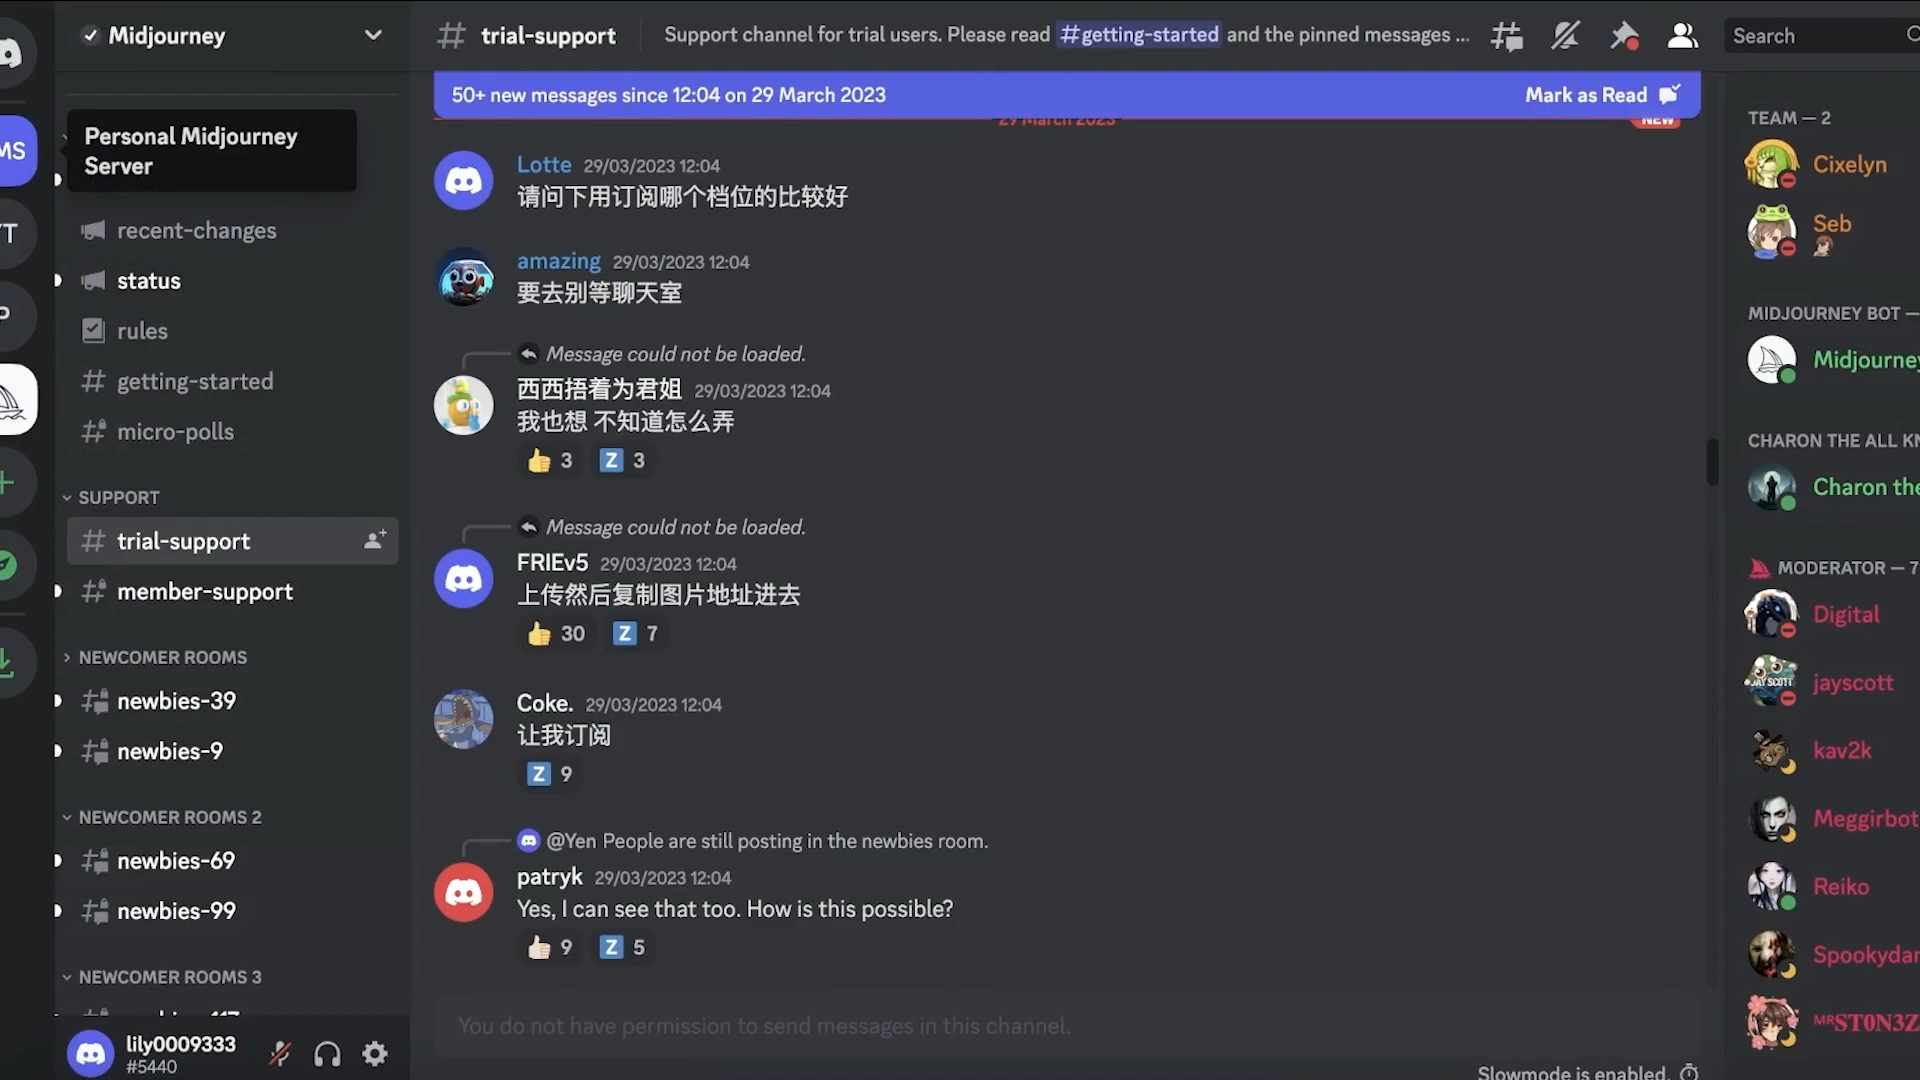 Midjourney
Personal Midjourney
Server
MS
recent-changes
status
rules
getting-started
micro-polls
SUPPORT
trial-support
member-support
NEWCOMER ROOMS
newbies-39
newbies-9
NEWCOMER ROOMS 2
newbies-69
newbies-99
NEWCOMER ROOMS 3
lily0009333
#5440
trial-support
Support channel for trial users. Please read #getting-started and the pinned messages ...
Search
50+ new messages since 12:04 on 29 March 2023
Mark as Read
29 March 2023
NEW
Lotte 29/03/2023 12:04
请问下用订阅哪个档位的比较好
amazing 29/03/2023 12:04
要去别等聊天室
Message could not be loaded.
西西捂着为君姐 29/03/2023 12:04
我也想 不知道怎么弄
3 Z 3
Message could not be loaded.
FRIEv5 29/03/2023 12:04
上传然后复制图片地址进去
30 Z 7
Coke. 29/03/2023 12:04
让我订阅
Z 9
@Yen People are still posting in the newbies room.
patryk 29/03/2023 12:04
Yes, I can see that too. How is this possible?
9 Z 5
You do not have permission to send messages in this channel.
Slowmode is enabled.
TEAM — 2
Cixelyn
Seb
MIDJOURNEY BOT —
Midjourney
CHARON THE ALL KN
Charon the
MODERATOR — 7
Digital
jayscott
kav2k
Meggirbot
Reiko
Spookydar
MRST0N3Z